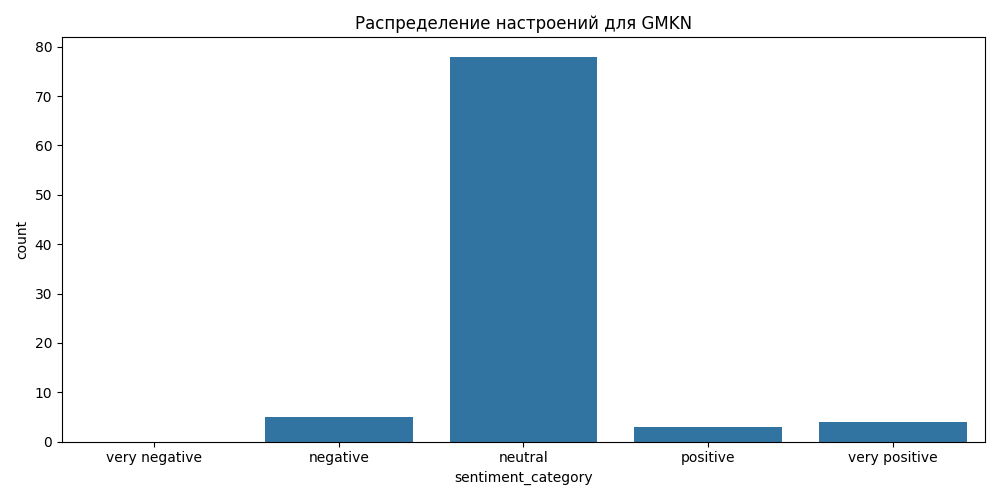 Распределение настроений для GMKN
80
70
60
50
40
30
20
10
0
count
very negative
negative
neutral
positive
very positive
sentiment_category